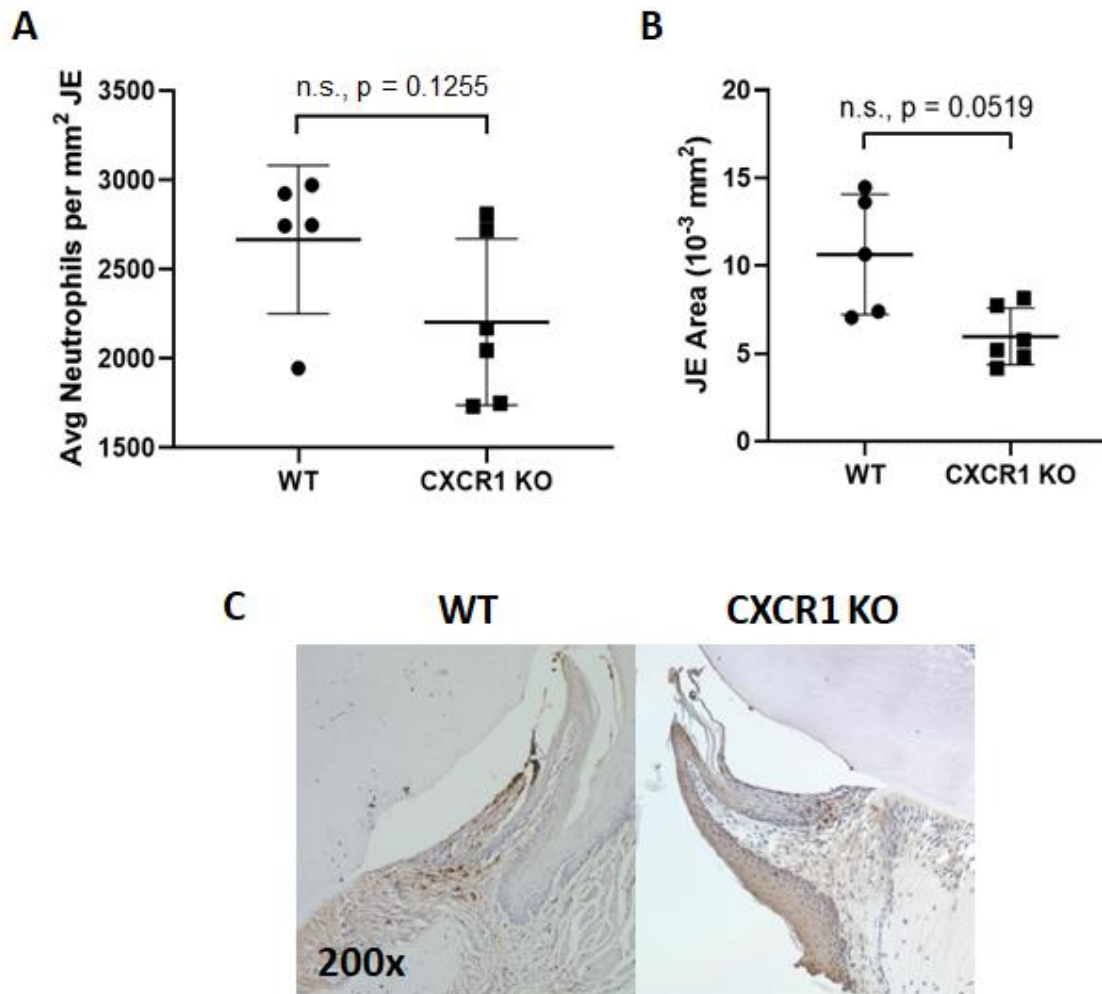 A
Avg Neutrophils per mm² JE
3500
3000
2500
2000
1500
n.s., p = 0.1255
WT
CXCR1 KO
B
JE Area (10⁻³ mm²)
20
15
10
5
0
n.s., p = 0.0519
WT
CXCR1 KO
C
WT
CXCR1 KO
200x